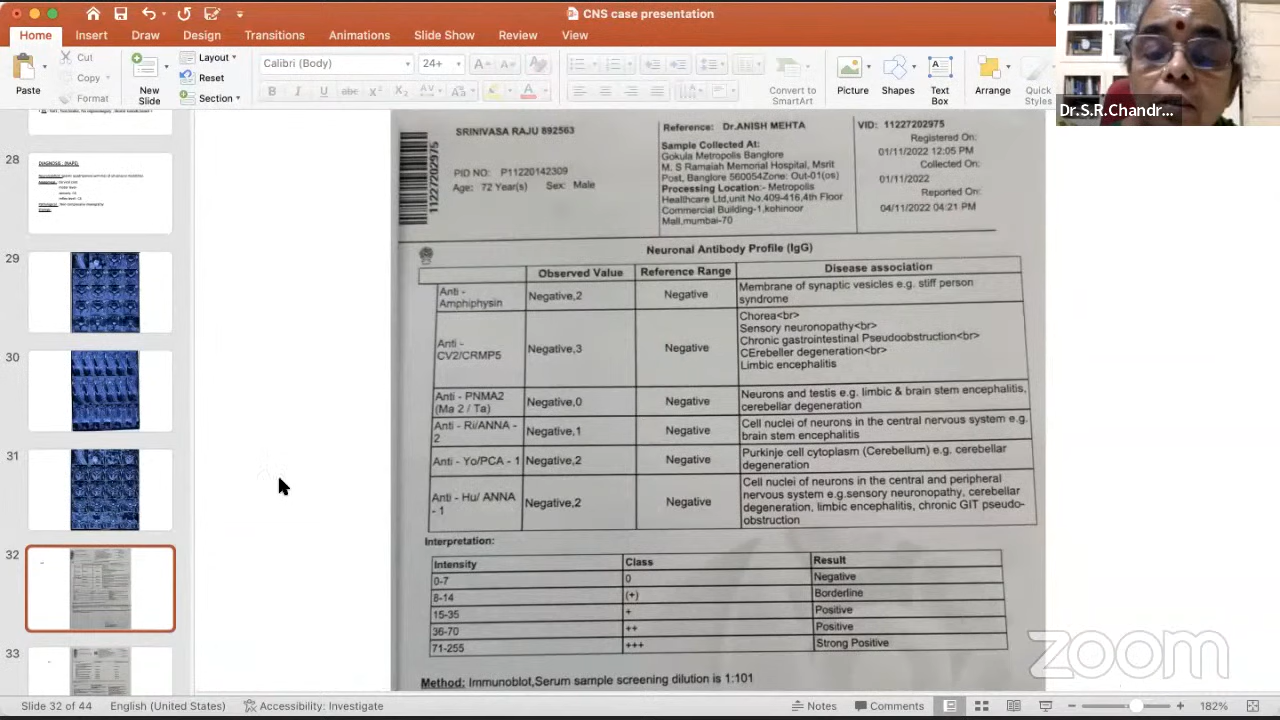 CNS case presentation
Home Insert Draw Design Transitions Animations Slide Show Review View
Paste
Cut
Copy
Format
New
Slide
Layout
Reset
Section
Calibri (Body) 24+
Convert to
SmartArt
Picture
Shapes
Text
Box
Arrange
Quick
Styles
Dr.S.R.Chandr...
28
29
30
31
32
33
11227202975
SRINIVASA RAJU 892563
PID NO: P11220142309
Age: 72 Year(s) Sex: Male
Reference: Dr.ANISH MEHTA
Sample Collected At:
Gokula Metropolis Banglore
M. S Ramaiah Memorial Hospital, Msrit
Post, Banglore 560054Zone: Out-01(os)
Processing Location:- Metropolis
Healthcare Ltd,unit No.409-416,4th Floor
Commercial Building-1,kohinoor
Mall,mumbai-70
VID: 11227202975
Registered On:
01/11/2022 12:05 PM
Collected On:
01/11/2022
Reported On:
04/11/2022 04:21 PM
Neuronal Antibody Profile (IgG)
Observed Value Reference Range Disease association
Anti -
Amphiphysin
Negative,2 Negative
Membrane of synaptic vesicles e.g. stiff person
syndrome
Anti -
CV2/CRMP5
Negative,3 Negative
Chorea<br>
Sensory neuronopathy<br>
Chronic gastrointestinal Pseudoobstruction<br>
CErebeller degeneration<br>
Limbic encephalitis
Anti - PNMA2
(Ma 2 / Ta)
Negative,0 Negative
Neurons and testis e.g. limbic & brain stem encephalitis,
cerebellar degeneration
Anti - Ri/ANNA -
2
Negative,1 Negative
Cell nuclei of neurons in the central nervous system e.g.
brain stem encephalitis
Anti - Yo/PCA - 1 Negative,2 Negative
Purkinje cell cytoplasm (Cerebellum) e.g. cerebellar
degeneration
Anti - Hu/ ANNA
- 1
Negative,2 Negative
Cell nuclei of neurons in the central and peripheral
nervous system e.g.sensory neuronopathy, cerebellar
degeneration, limbic encephalitis, chronic GIT pseudo-
obstruction
Interpretation:
Intensity Class Result
0-7 0 Negative
8-14 (+) Borderline
15-35 + Positive
36-70 ++ Positive
71-255 +++ Strong Positive
Method: Immunoblot,Serum sample screening dilution is 1:101
zoom
Slide 32 of 44 English (United States) Accessibility: Investigate Notes Comments 182%